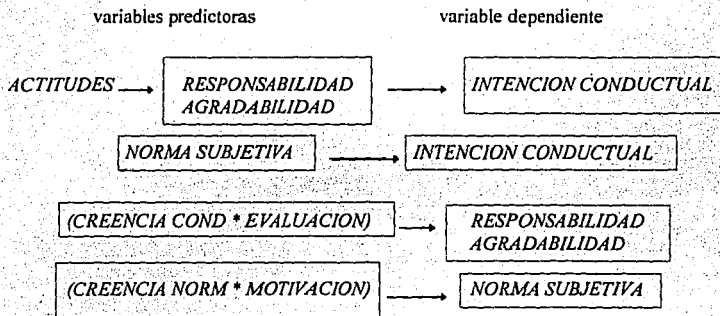 variables predictoras variable dependiente
ACTITUDES RESPONSABILIDAD INTENCION CONDUCTUAL
AGRADABILIDAD
NORMA SUBJETIVA INTENCION CONDUCTUAL
(CREENCIA COND * EVALUACION) RESPONSABILIDAD
AGRADABILIDAD
(CREENCIA NORM * MOTIVACION) NORMA SUBJETIVA